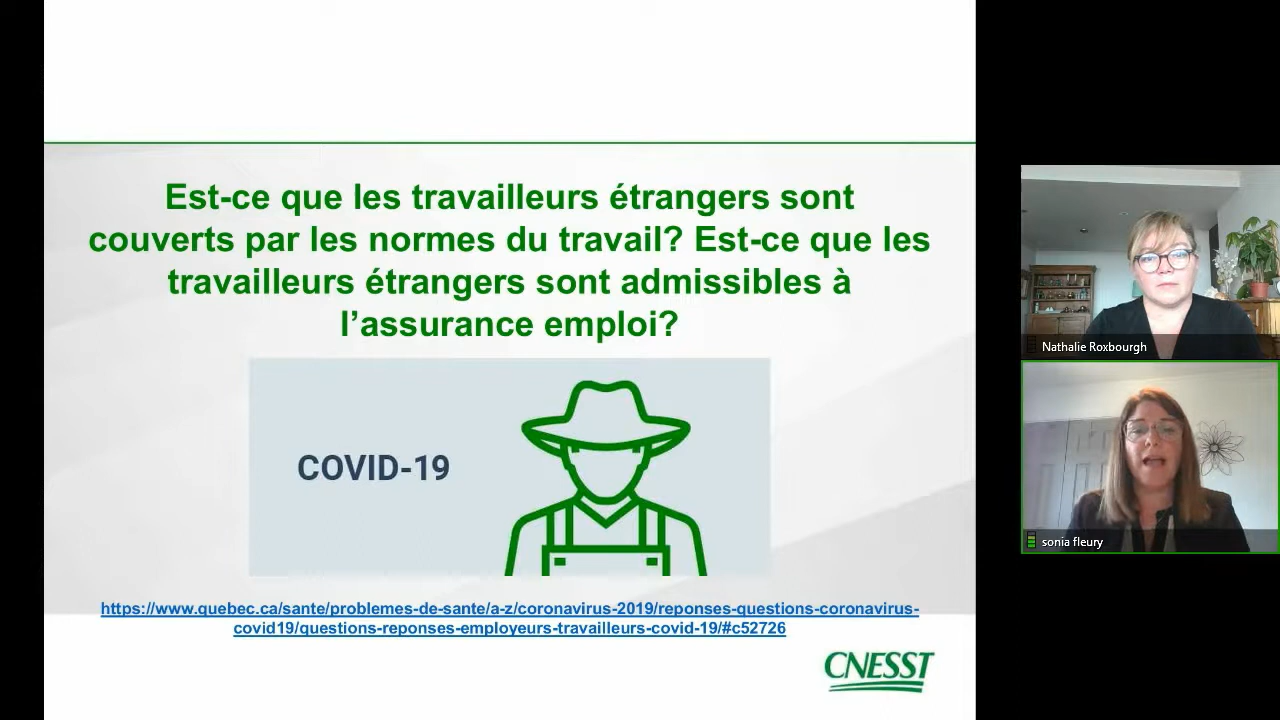 Est-ce que les travailleurs étrangers sont
couverts par les normes du travail? Est-ce que les
travailleurs étrangers sont admissibles à
l’assurance emploi?
COVID-19
https://www.quebec.ca/sante/problemes-de-sante/a-z/coronavirus-2019/reponses-questions-coronavirus-
covid19/questions-reponses-employeurs-travailleurs-covid-19/#c52726
CNESST
Nathalie Roxbourgh
sonia fleury